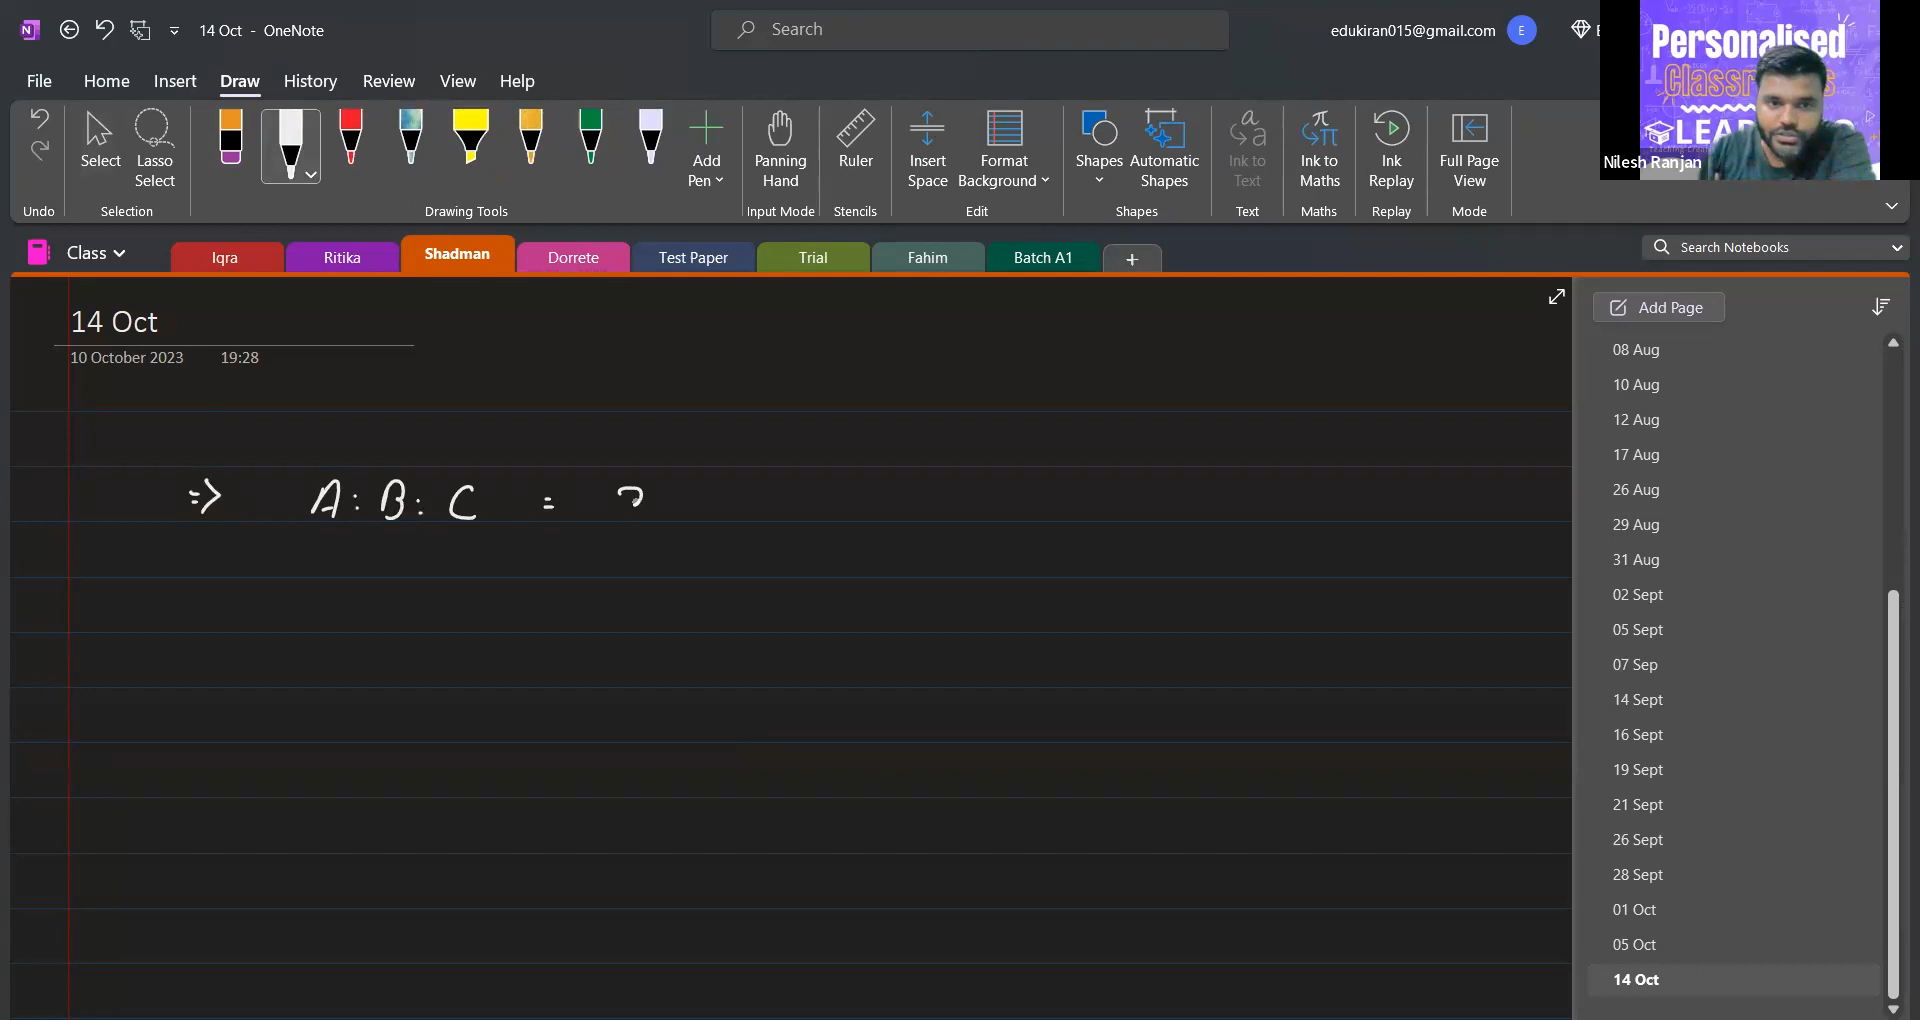 14 Oct - OneNote
Search
edukiran015@gmail.com
E
Personalised
File Home Insert Draw History Review View Help
Nilesh Ranjan
Select
Lasso Select
Add Pen
Panning Hand
Ruler
Insert Space
Format Background
Shapes
Automatic Shapes
Ink to Text
Ink to Maths
Ink Replay
Full Page View
Undo Selection Drawing Tools Input Mode Stencils Edit Shapes Text Maths Replay Mode
Class Iqra Ritika Shadman Dorrete Test Paper Trial Fahim Batch A1 +
Search Notebooks
14 Oct
10 October 2023 19:28
Add Page
08 Aug
10 Aug
12 Aug
17 Aug
26 Aug
29 Aug
31 Aug
02 Sept
05 Sept
07 Sep
14 Sept
16 Sept
19 Sept
21 Sept
26 Sept
28 Sept
01 Oct
05 Oct
14 Oct
=> A : B : C =